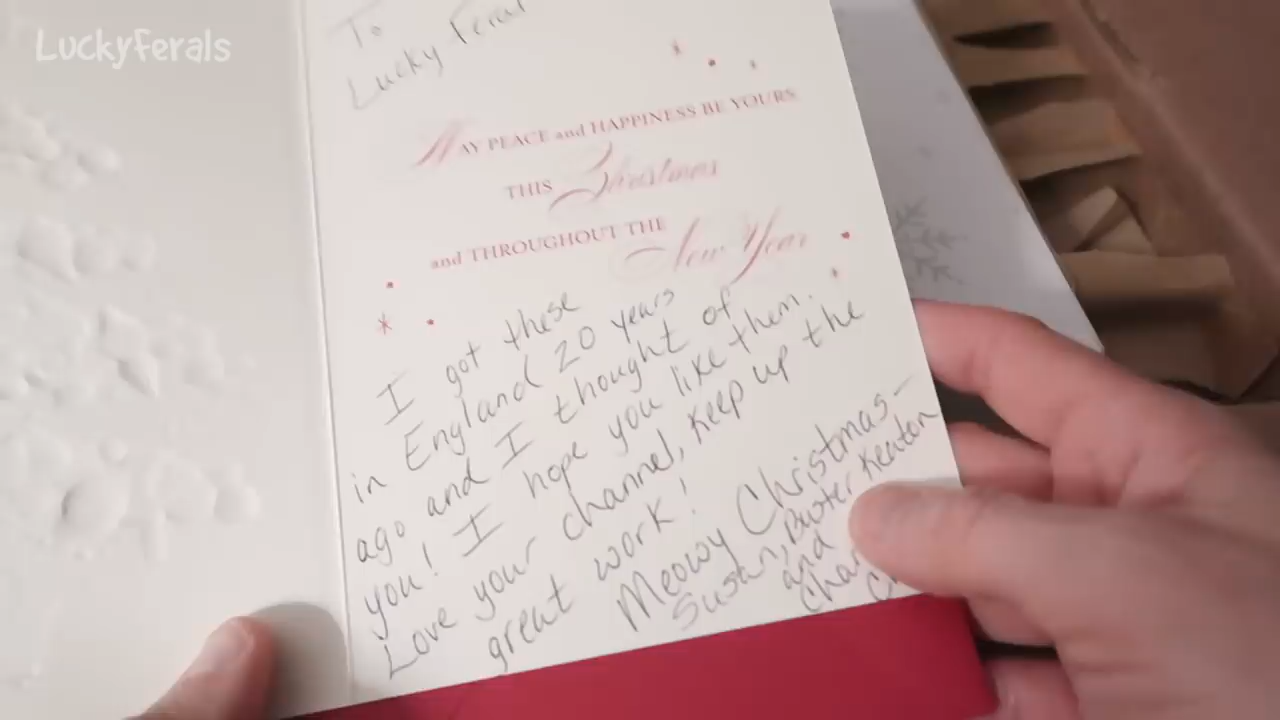 LuckyFerals
To
Lucky Feral
MAY PEACE and HAPPINESS BE YOURS
THIS Christmas
and THROUGHOUT THE New Year
I got these
in England 20 years
ago and I thought of
you! I hope you like them.
Love your channel, keep up the
great work!
Meowy Christmas-
Susan, Buster Keaton
and